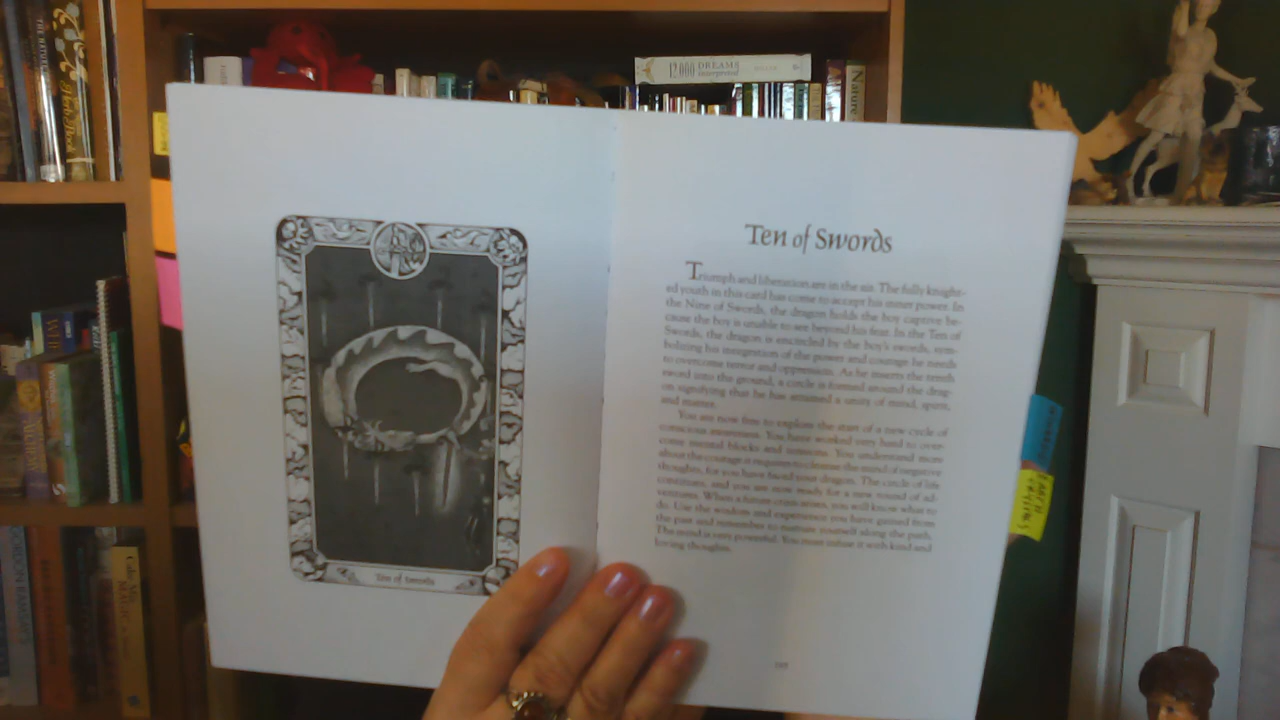 12,000 DREAMS
interpreted
MILLER
Nature
Ten of Swords
Ten of Swords
Triumph and liberation are in the air. The fully knight-
ed youth in this card has come to accept his inner power. In
the Nine of Swords, the dragon holds the boy captive be-
cause the boy is unable to see beyond his fear. In the Ten of
Swords, the dragon is encircled by the boy's swords, sym-
bolizing his integration of the power and courage he needs
to overcome terror and oppression. As he inserts the tenth
sword into the ground, a circle is formed around the drag-
on signifying that he has attained a unity of mind, spirit,
and matter.
You are now free to explore the start of a new cycle of
conscious awareness. You have worked very hard to over-
come mental blocks and
You understand more
about the courage it requires to cleanse the mind of negative
thoughts, for you have faced your dragon. The circle of life
continues, and you are now ready for a new round of ad-
ventures. When a future crisis arises, you will know what to
do. Use the wisdom and experience you have gained from
the past and remember to nurture yourself along the path.
The mind is very powerful. You must infuse it with kind and
loving thoughts.